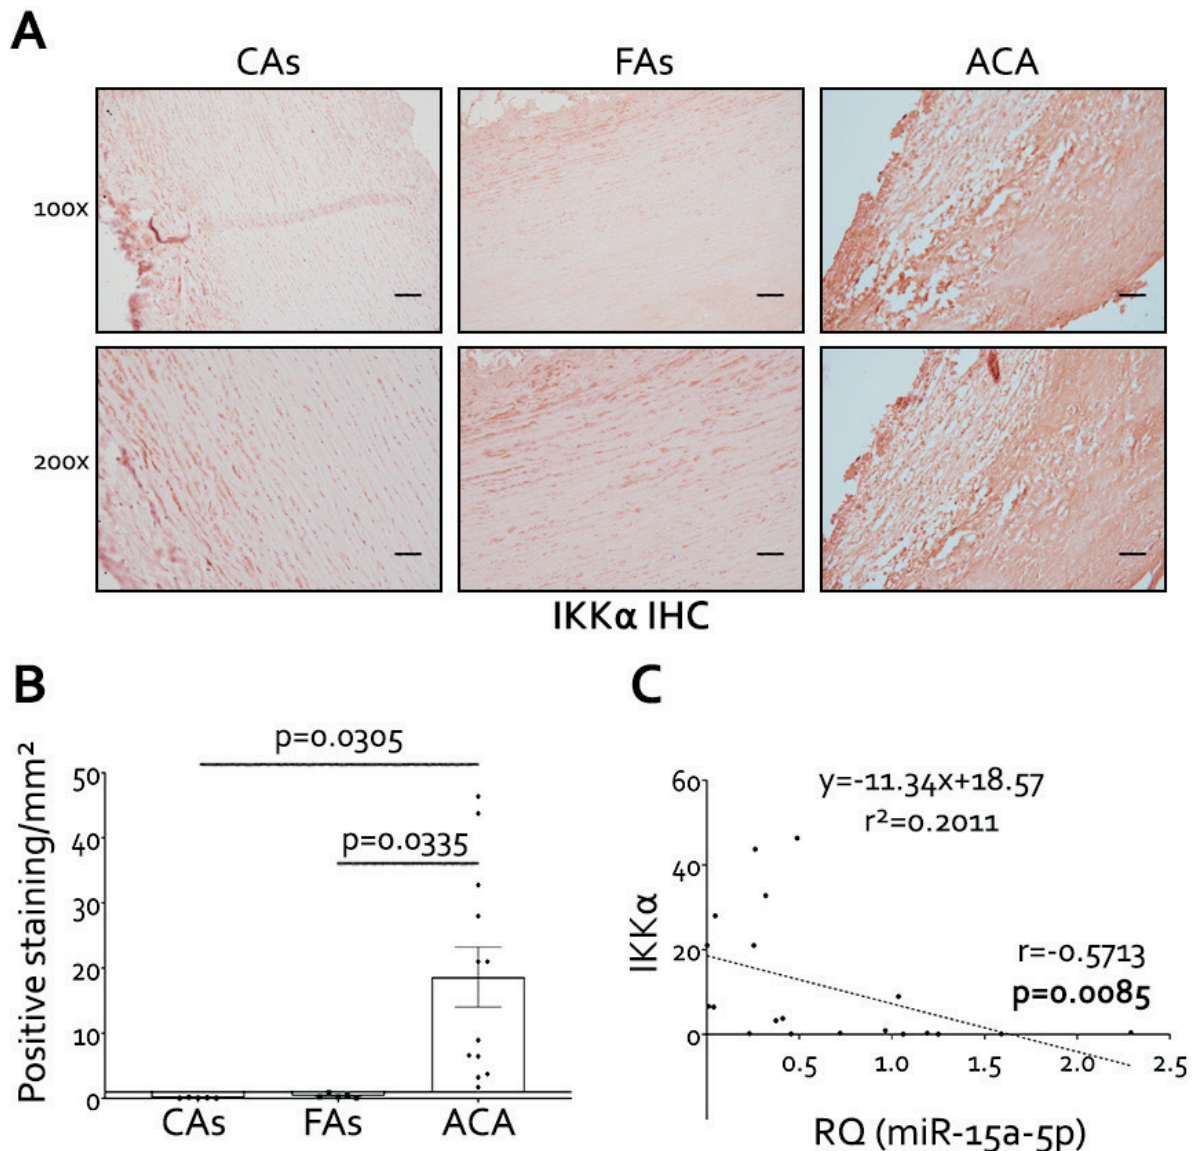 A
CAs FAs ACA
100x
200x
IKKα IHC
B
Positive staining/mm²
50
40
30
20
10
0
p=0.0305
p=0.0335
CAs FAs ACA
C
IKKα
60
40
20
0
y=-11.34x+18.57
r²=0.2011
r=-0.5713
p=0.0085
0.5 1.0 1.5 2.0 2.5
RQ (miR-15a-5p)